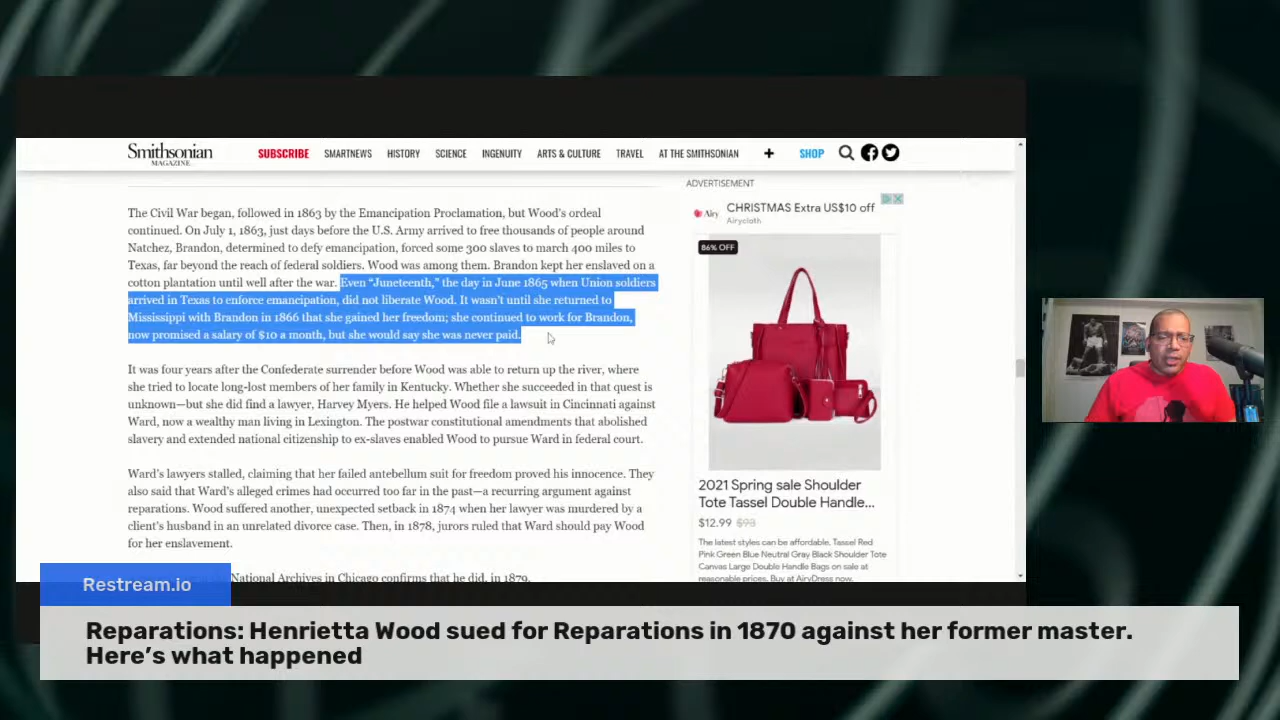 Smithsonian
MAGAZINE
SUBSCRIBE SMARTNEWS HISTORY SCIENCE INGENUITY ARTS & CULTURE TRAVEL AT THE SMITHSONIAN + SHOP
The Civil War began, followed in 1863 by the Emancipation Proclamation, but Wood's ordeal
continued. On July 1, 1863, just days before the U.S. Army arrived to free thousands of people around
Natchez, Brandon, determined to defy emancipation, forced some 300 slaves to march 400 miles to
Texas, far beyond the reach of federal soldiers. Wood was among them. Brandon kept her enslaved on a
cotton plantation until well after the war. Even “Juneteenth,” the day in June 1865 when Union soldiers
arrived in Texas to enforce emancipation, did not liberate Wood. It wasn't until she returned to
Mississippi with Brandon in 1866 that she gained her freedom; she continued to work for Brandon,
now promised a salary of $10 a month, but she would say she was never paid.
It was four years after the Confederate surrender before Wood was able to return up the river, where
she tried to locate long-lost members of her family in Kentucky. Whether she succeeded in that quest is
unknown—but she did find a lawyer, Harvey Myers. He helped Wood file a lawsuit in Cincinnati against
Ward, now a wealthy man living in Lexington. The postwar constitutional amendments that abolished
slavery and extended national citizenship to ex-slaves enabled Wood to pursue Ward in federal court.
Ward's lawyers stalled, claiming that her failed antebellum suit for freedom proved his innocence. They
also said that Ward's alleged crimes had occurred too far in the past—a recurring argument against
reparations. Wood suffered another, unexpected setback in 1874 when her lawyer was murdered by a
client's husband in an unrelated divorce case. Then, in 1878, jurors ruled that Ward should pay Wood
for her enslavement.
National Archives in Chicago confirms that he did, in 1879.
ADVERTISEMENT
Airy
CHRISTMAS Extra US$10 off
Airycloth
86% OFF
2021 Spring sale Shoulder
Tote Tassel Double Handle...
$12.99 $93
The latest styles can be affordable, Tassel Red
Pink Green Blue Neutral Gray Black Shoulder Tote
Canvas Large Double Handle Bags on sale at
reasonable prices. Buy at AiryDress now.
Restream.io
Reparations: Henrietta Wood sued for Reparations in 1870 against her former master.
Here's what happened